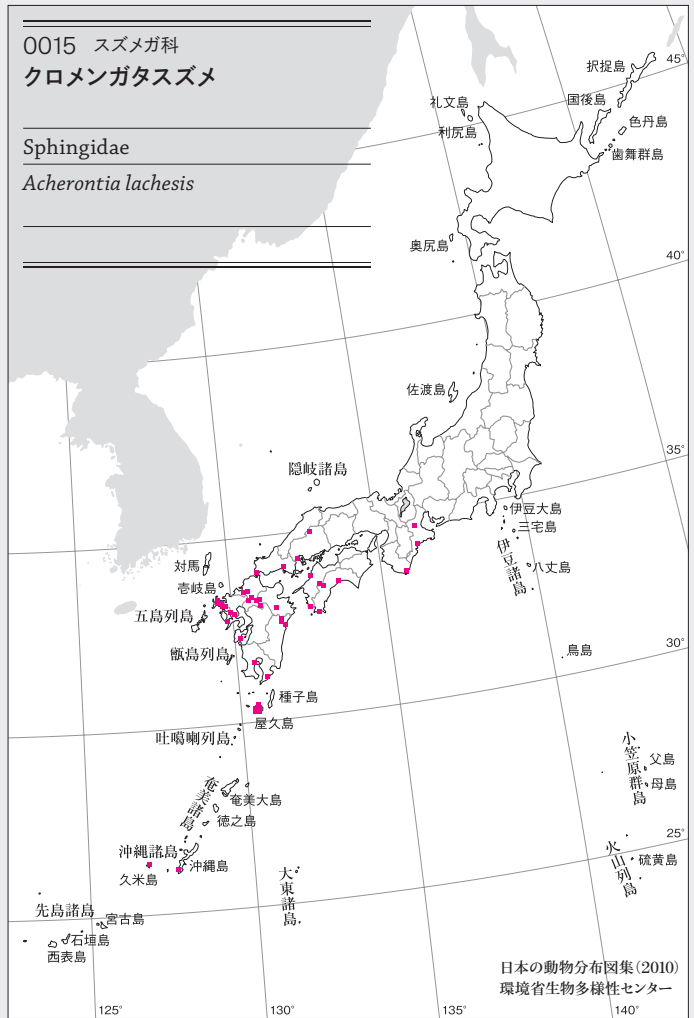 0015 スズメガ科
クロメンガタスズメ
Sphingidae
Acherontia lachesis
択捉島
45°
礼文島
国後島
利尻島
色丹島
歯舞群島
奥尻島
40°
佐渡島
35°
隠岐諸島
伊豆大島
三宅島
伊豆諸島
八丈島
対馬
壱岐島
五島列島
甑島列島
鳥島
30°
種子島
屋久島
吐噶喇列島
小笠原群島
父島
母島
奄美諸島
奄美大島
徳之島
25°
沖縄諸島
沖縄島
久米島
火山列島
硫黄島
大東諸島
先島諸島
宮古島
石垣島
西表島
日本の動物分布図集(2010)
環境省生物多様性センター
125°
130°
135°
140°